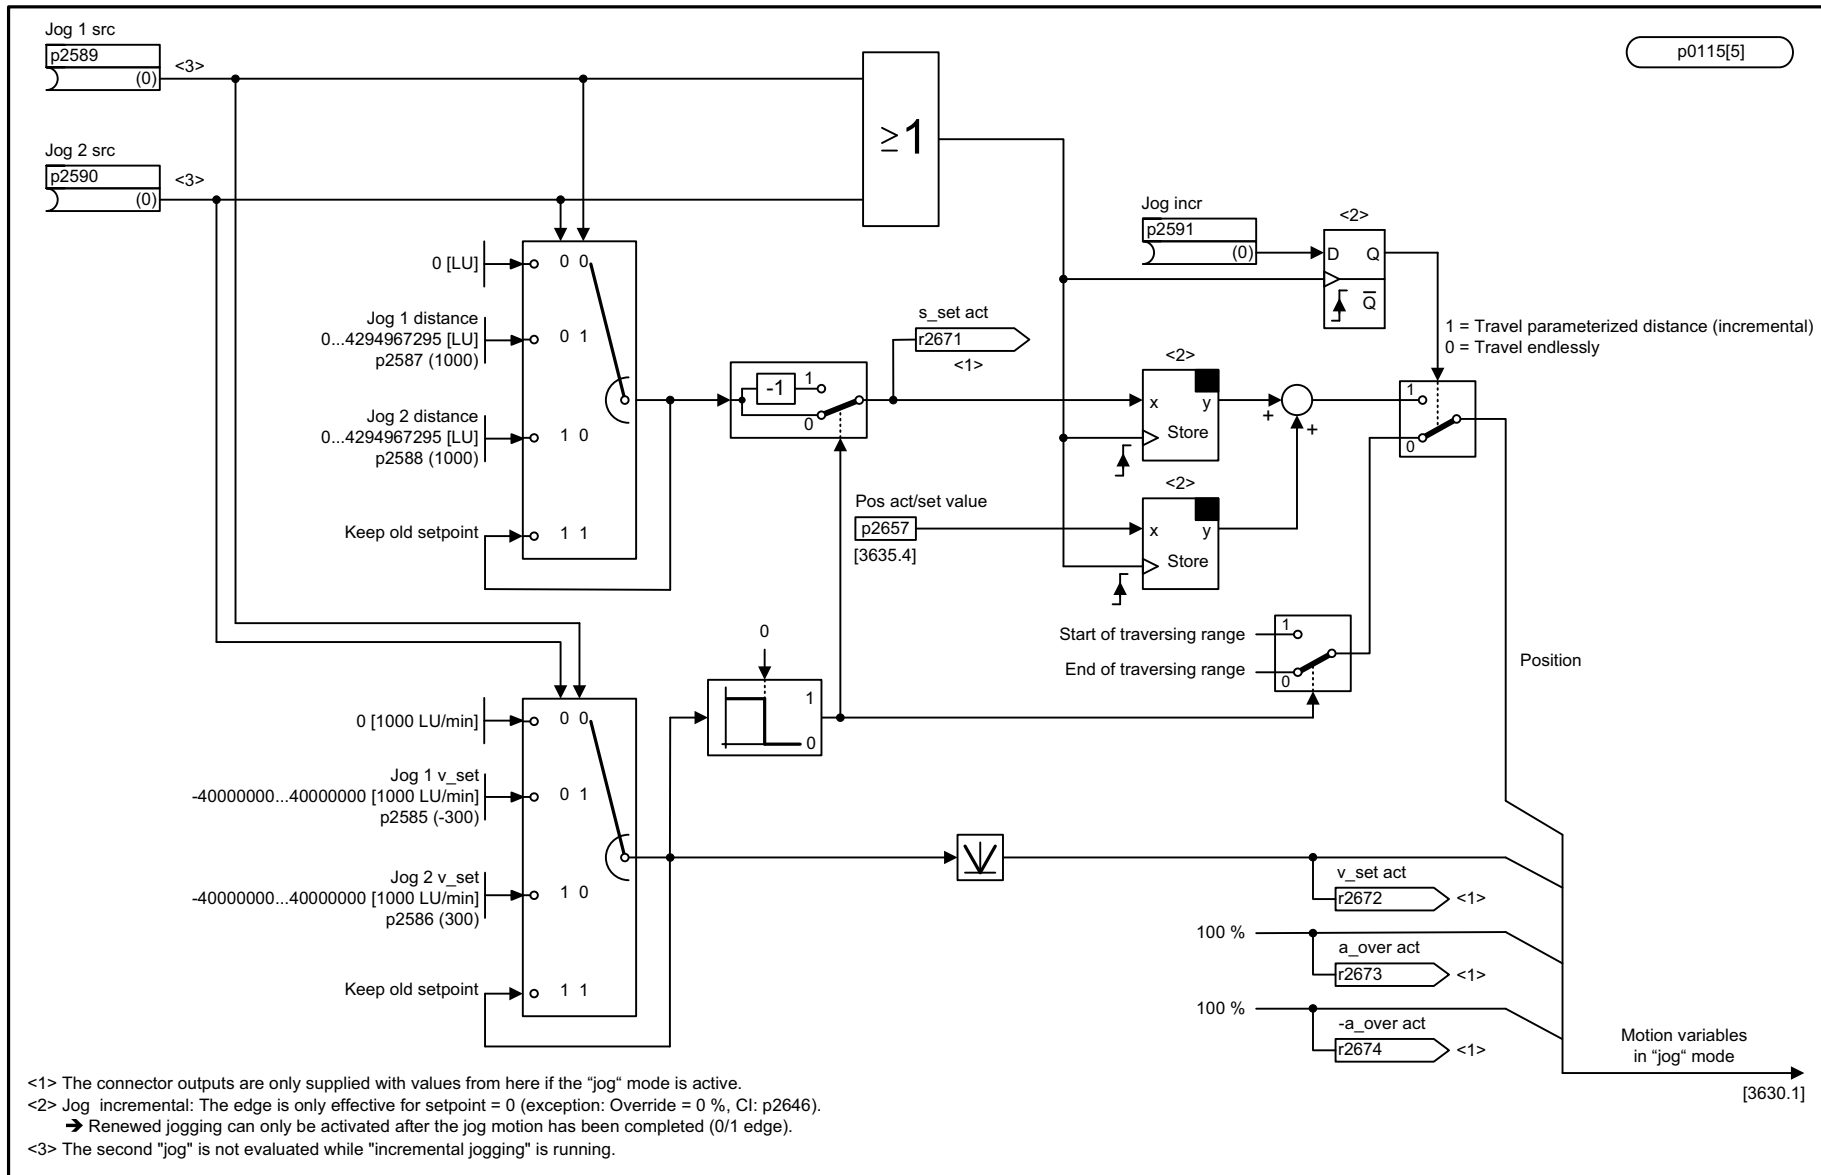 Jog 1 src
p2589
(0)
<3>
p0115[5]
Jog 2 src
p2590
(0)
<3>
≥1
Jog incr
p2591
(0)
<2>
D Q
Q̅
0 [LU]
0 0
Jog 1 distance
0...4294967295 [LU]
p2587 (1000)
0 1
Jog 2 distance
0...4294967295 [LU]
p2588 (1000)
1 0
Keep old setpoint
1 1
-1
1
0
s_set act
r2671
<1>
1 = Travel parameterized distance (incremental)
0 = Travel endlessly
<2>
x y
Store
+
+
1
0
Pos act/set value
p2657
[3635.4]
<2>
x y
Store
Start of traversing range
End of traversing range
1
0
Position
0
1
0
0 [1000 LU/min]
0 0
Jog 1 v_set
-40000000...40000000 [1000 LU/min]
p2585 (-300)
0 1
Jog 2 v_set
-40000000...40000000 [1000 LU/min]
p2586 (300)
1 0
Keep old setpoint
1 1
v_set act
r2672
<1>
100 %
a_over act
r2673
<1>
100 %
-a_over act
r2674
<1>
Motion variables
in “jog“ mode
[3630.1]
<1> The connector outputs are only supplied with values from here if the “jog“ mode is active.
<2> Jog incremental: The edge is only effective for setpoint = 0 (exception: Override = 0 %, CI: p2646).
➔ Renewed jogging can only be activated after the jog motion has been completed (0/1 edge).
<3> The second "jog" is not evaluated while "incremental jogging" is running.